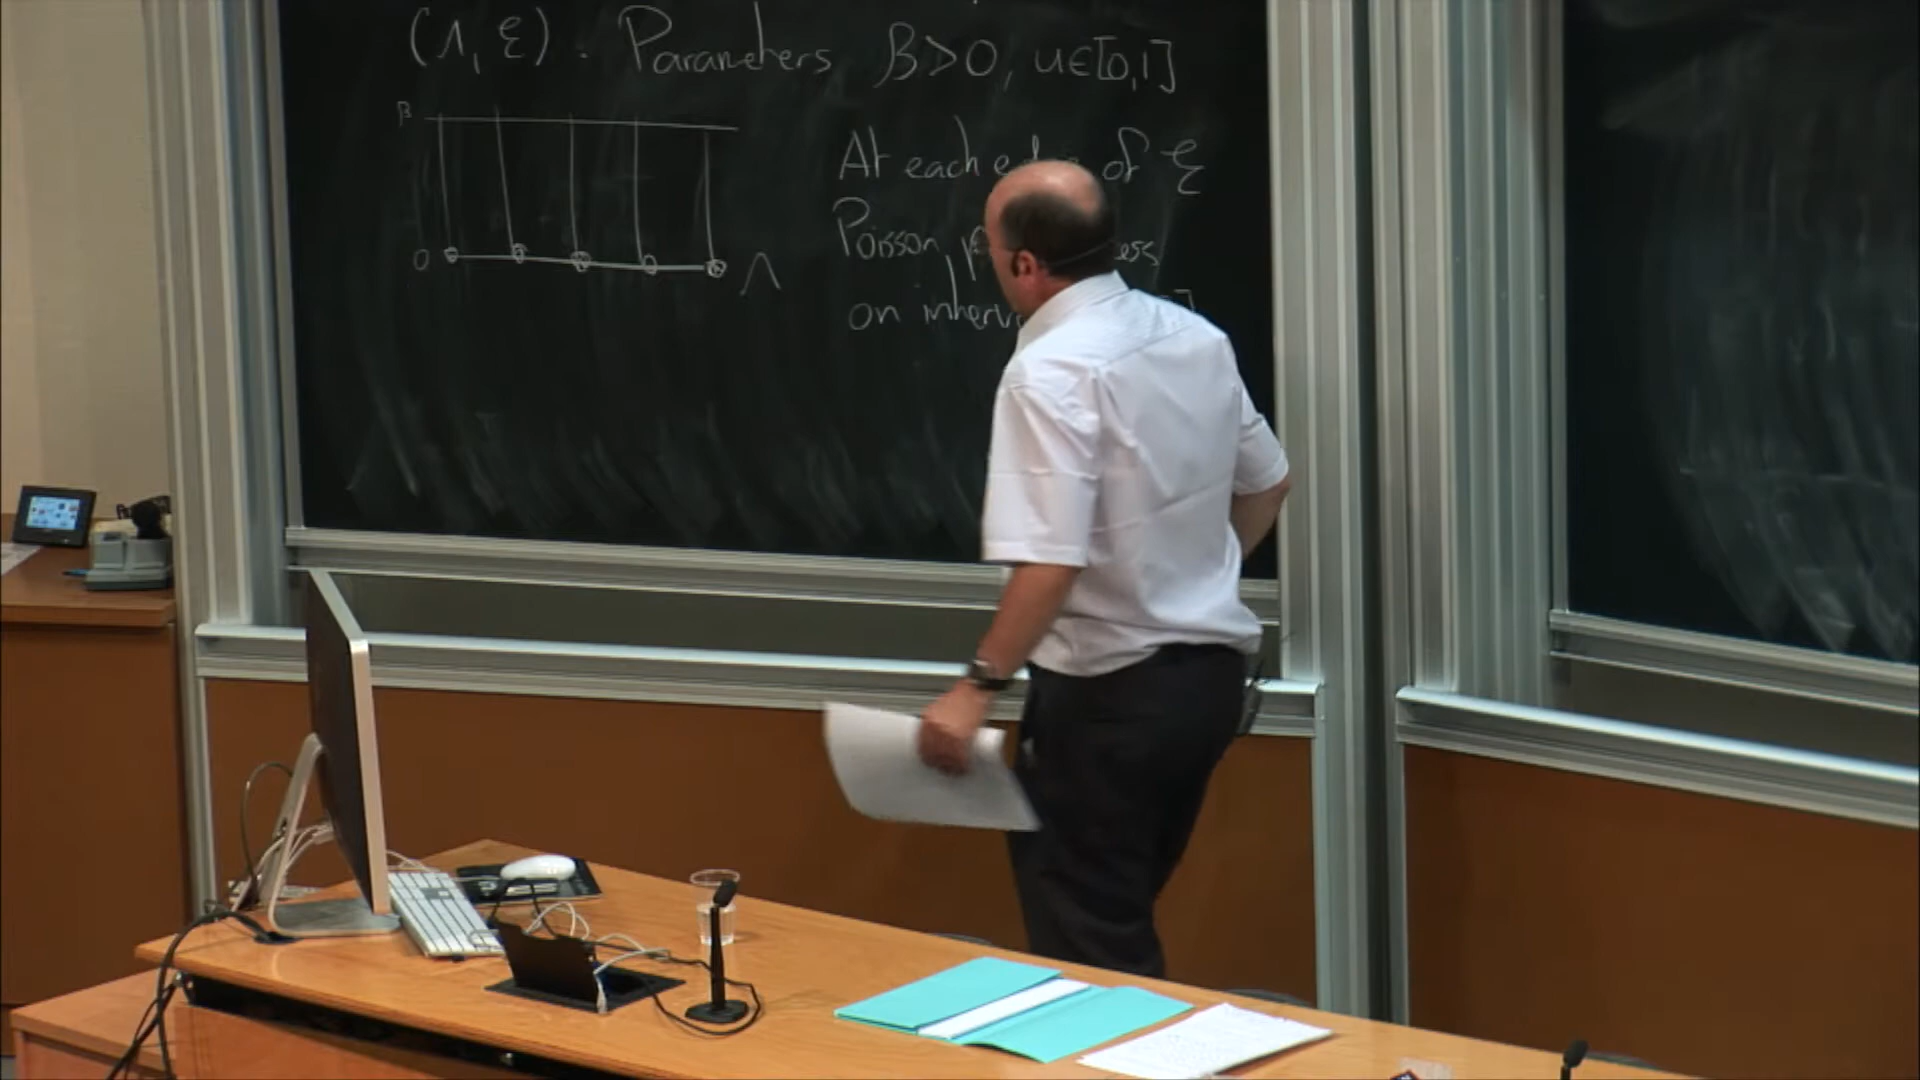 (Λ, ℰ). Parameters β>0, u∈[0,1]
β
0 Λ
At each of ℰ
Poisson
on